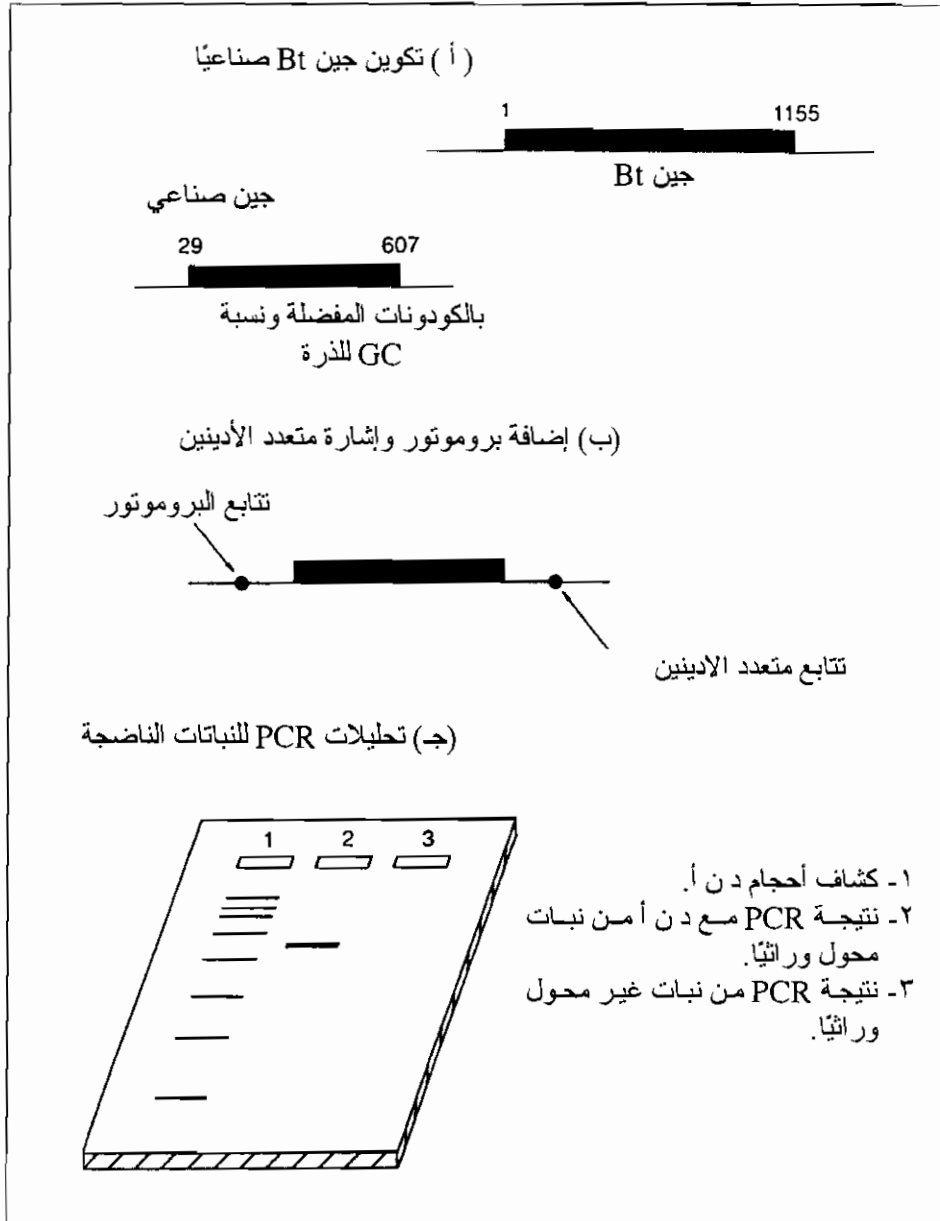 (أ) تكوين جين Bt صناعيًا
1 1155
جين Bt
جين صناعي
29 607
بالكودونات المفضلة ونسبة
GC للذرة
(ب) إضافة بروموتور وإشارة متعدد الأدينين
تتابع البروموتور
تتابع متعدد الادينين
(جـ) تحليلات PCR للنباتات الناضجة
1 2 3
١- كشاف أحجام د ن أ.
٢- نتيجة PCR مع د ن أ من نبات
محول وراثيًا.
٣- نتيجة PCR من نبات غير محول
وراثيًا.